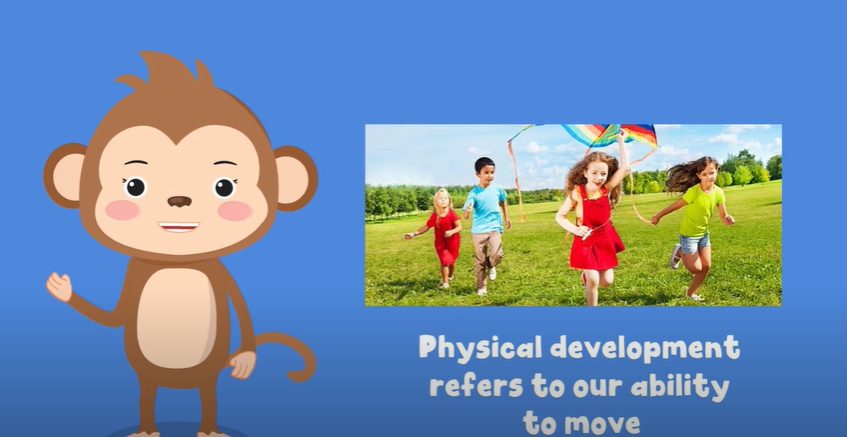 Physical development
refers to our ability
to move